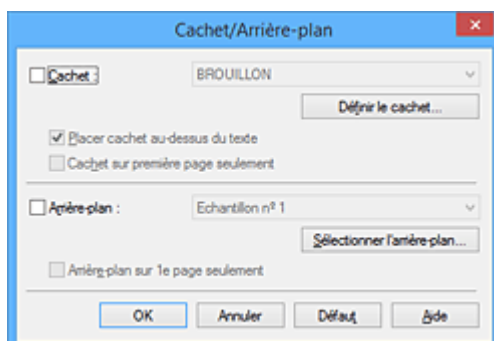 Cachet/Arrière-plan
Cachet : BROUILLON
Définir le cachet...
Placer cachet au-dessus du texte
Cachet sur première page seulement
Arrière-plan : Echantillon nº 1
Sélectionner l'arrière-plan...
Arrière-plan sur 1e page seulement
OK Annuler Défaut Aide